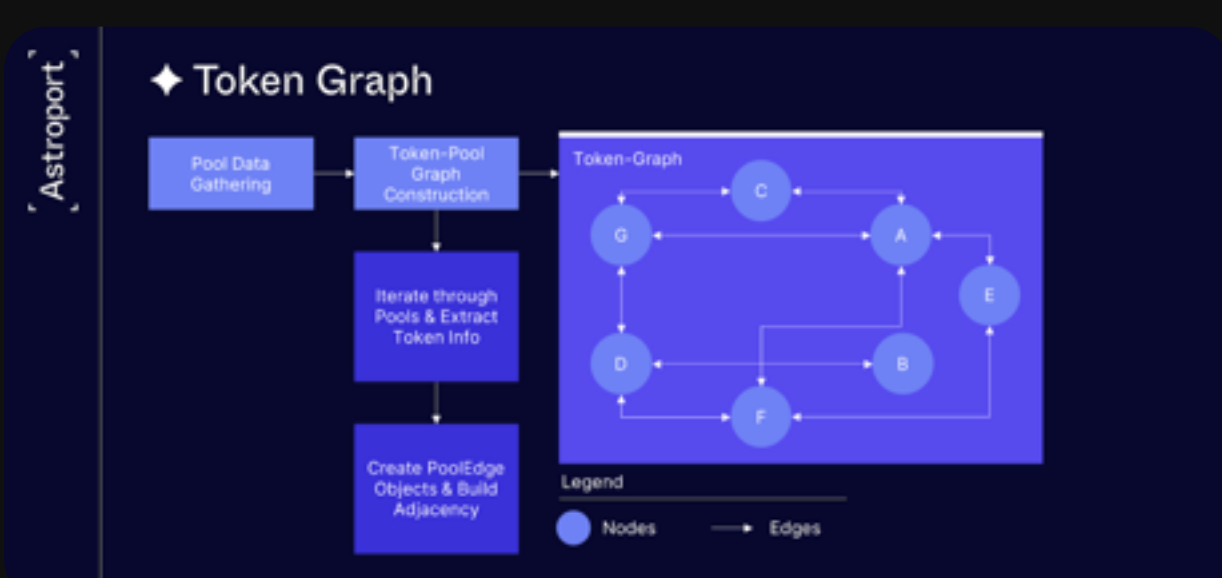 Astroport
Token Graph
Pool Data
Gathering
Token-Pool
Graph
Construction
Iterate through
Pools & Extract
Token Info
Create PoolEdge
Objects & Build
Adjacency
Token-Graph
C
G
A
E
D
B
F
Legend
Nodes
Edges